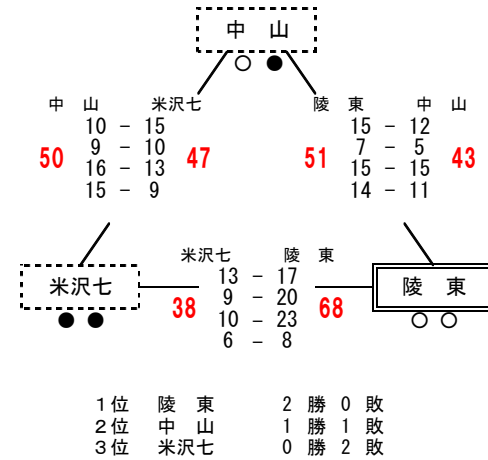 中 山
○ ●
中 山 米沢七
50 47
10 － 15
9 － 10
16 － 13
15 － 9
陵 東 中 山
51 43
15 － 12
7 － 5
15 － 15
14 － 11
米沢七 陵 東
38 68
13 － 17
9 － 20
10 － 23
6 － 8
米沢七
● ●
陵 東
○ ○
1位 陵 東 2 勝 0 敗
2位 中 山 1 勝 1 敗
3位 米沢七 0 勝 2 敗